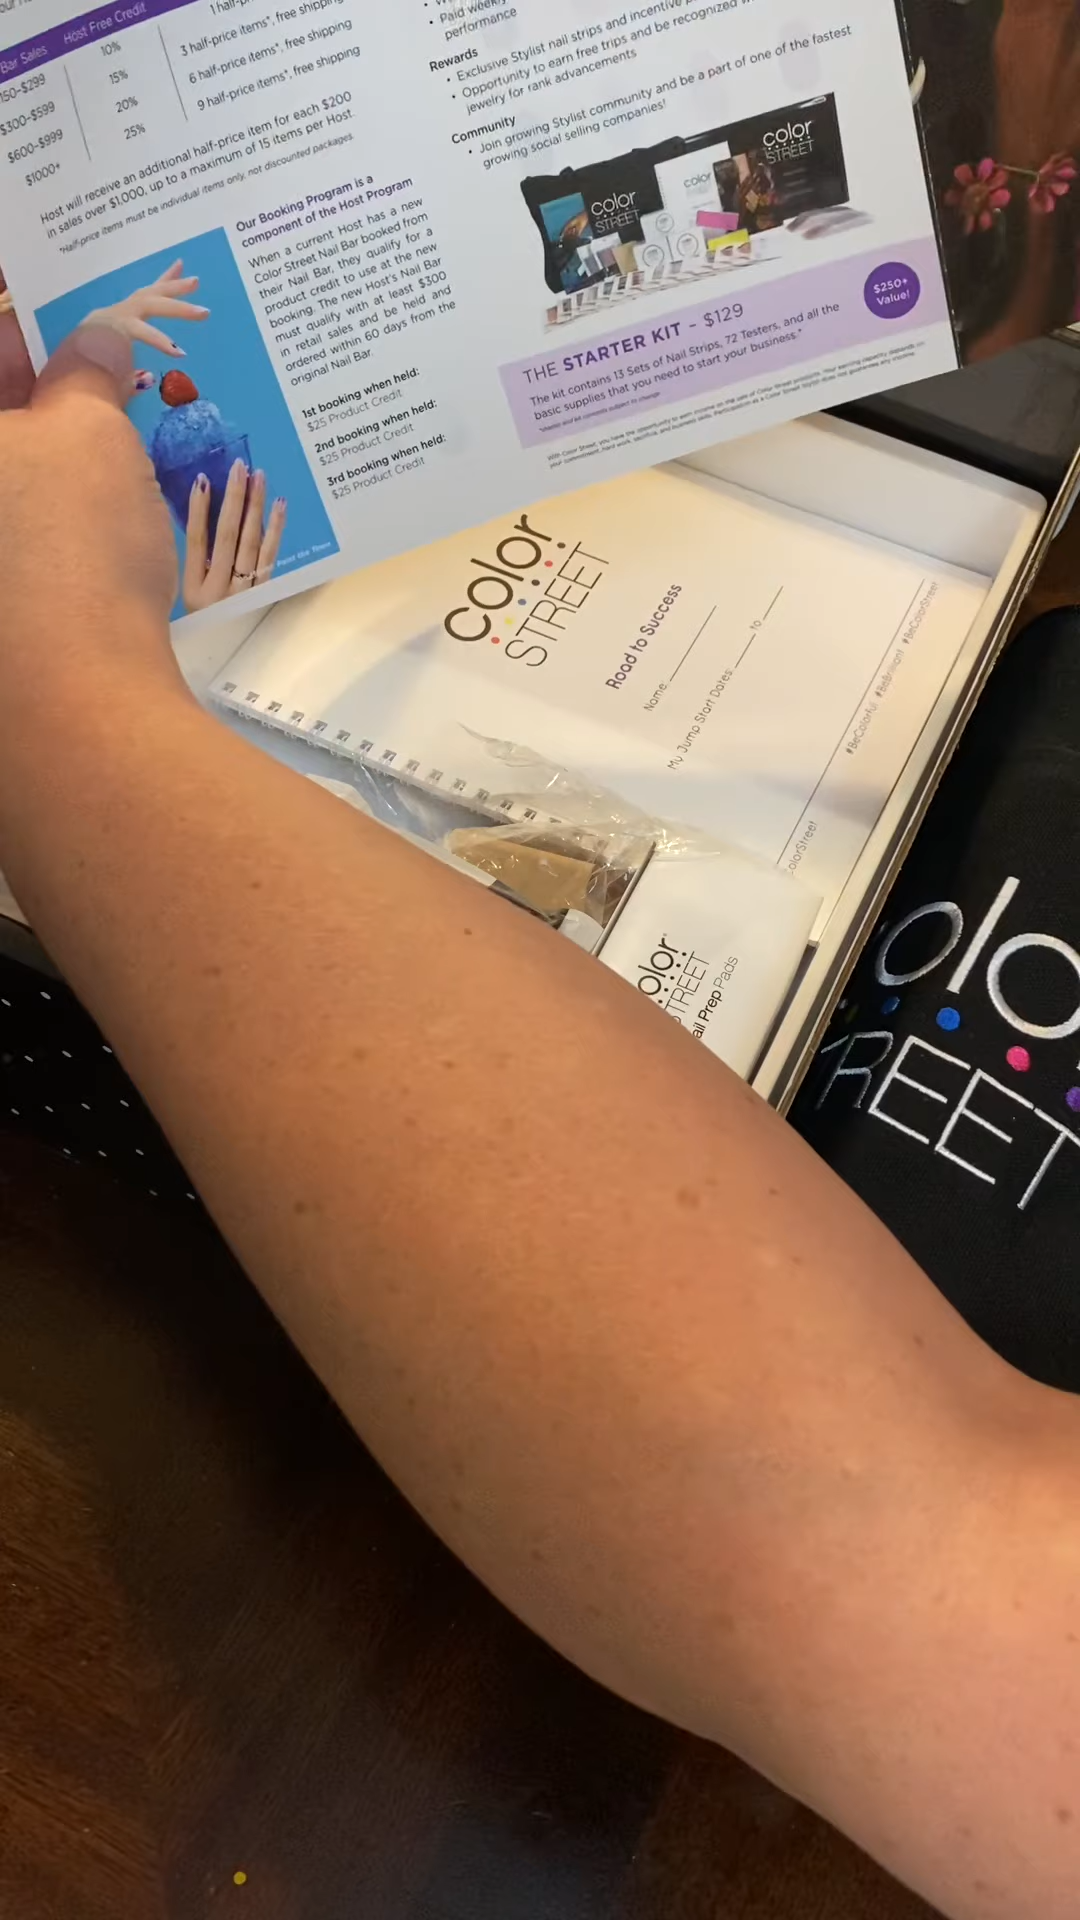 Bar Sales Host Free Credit
10%
$300-$599 15%
$600-$999 20%
$1000+ 25%
3 half-price items*, free shipping
6 half-price items*, free shipping
9 half-price items*, free shipping
Host will receive an additional half-price item for each $200
in sales over $1,000, up to a maximum of 15 items per Host.
*Half-price items must be individual items only, not discounted packages.
Our Booking Program is a
component of the Host Program
When a current Host has a new
Color Street Nail Bar booked from
their Nail Bar, they qualify for a
product credit to use at the new
booking. The new Host's Nail Bar
must qualify with at least $300
in retail sales and be held and
ordered within 60 days from the
original Nail Bar.
1st booking when held:
$25 Product Credit
2nd booking when held:
$25 Product Credit
3rd booking when held:
$25 Product Credit
Paint the Town
• Paid weekly
performance
Rewards
• Exclusive Stylist nail strips and incentive
• Opportunity to earn free trips and be recognized
jewelry for rank advancements
Community
• Join growing Stylist community and be a part of one of the fastest
growing social selling companies!
color
STREET
color
color
STREET
THE STARTER KIT - $129
$250+
Value!
The kit contains 13 Sets of Nail Strips, 72 Testers, and all the
basic supplies that you need to start your business.*
color
STREET
Road to Success
Name:
My Jump Start Dates: to
#BeColorful #BeBrilliant #BeColorStreet
ColorStreet
olor
TREET
ail Prep Pads
olo
REET